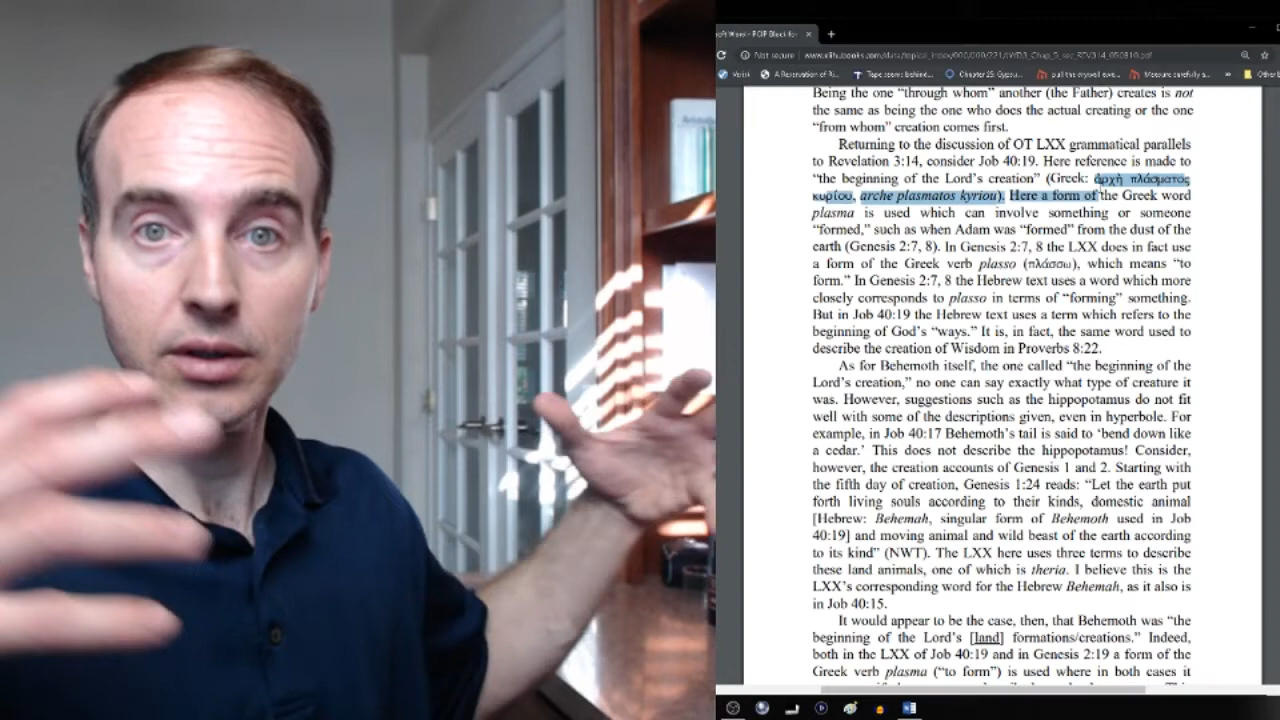 Not secure
Being the one “through whom” another (the Father) creates is not
the same as being the one who does the actual creating or the one
“from whom” creation comes first.
Returning to the discussion of OT LXX grammatical parallels
to Revelation 3:14, consider Job 40:19. Here reference is made to
“the beginning of the Lord’s creation” (Greek: ἀρχὴ πλάσματος
κυρίου, arche plasmatos kyriou). Here a form of the Greek word
plasma is used which can involve something or someone
“formed,” such as when Adam was “formed” from the dust of the
earth (Genesis 2:7, 8). In Genesis 2:7, 8 the LXX does in fact use
a form of the Greek verb plasso (πλάσσω), which means “to
form.” In Genesis 2:7, 8 the Hebrew text uses a word which more
closely corresponds to plasso in terms of “forming” something.
But in Job 40:19 the Hebrew text uses a term which refers to the
beginning of God’s “ways.” It is, in fact, the same word used to
describe the creation of Wisdom in Proverbs 8:22.
As for Behemoth itself, the one called “the beginning of the
Lord’s creation,” no one can say exactly what type of creature it
was. However, suggestions such as the hippopotamus do not fit
well with some of the descriptions given, even in hyperbole. For
example, in Job 40:17 Behemoth’s tail is said to ‘bend down like
a cedar.’ This does not describe the hippopotamus! Consider,
however, the creation accounts of Genesis 1 and 2. Starting with
the fifth day of creation, Genesis 1:24 reads: “Let the earth put
forth living souls according to their kinds, domestic animal
[Hebrew: Behemah, singular form of Behemoth used in Job
40:19] and moving animal and wild beast of the earth according
to its kind” (NWT). The LXX here uses three terms to describe
these land animals, one of which is theria. I believe this is the
LXX’s corresponding word for the Hebrew Behemah, as it also is
in Job 40:15.
It would appear to be the case, then, that Behemoth was “the
beginning of the Lord’s [land] formations/creations.” Indeed,
both in the LXX of Job 40:19 and in Genesis 2:19 a form of the
Greek verb plasma (“to form”) is used where in both cases it